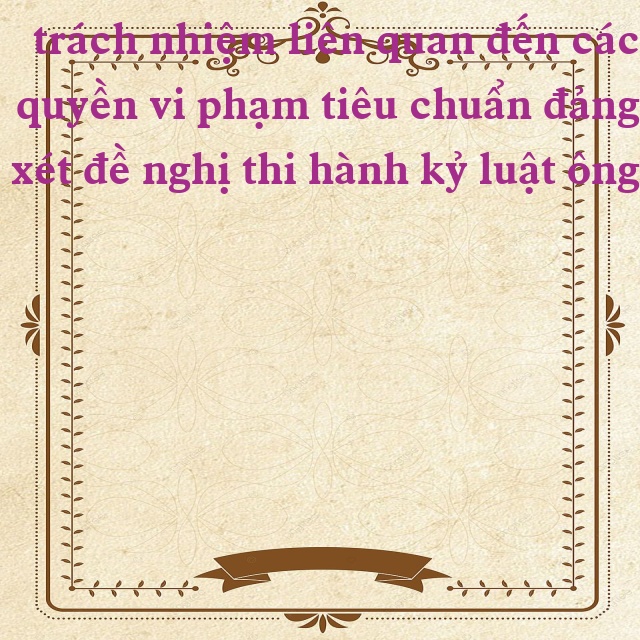 trách nhiệm liên quan đến các
quyền vi phạm tiêu chuẩn đảng
xét đề nghị thi hành kỷ luật ông